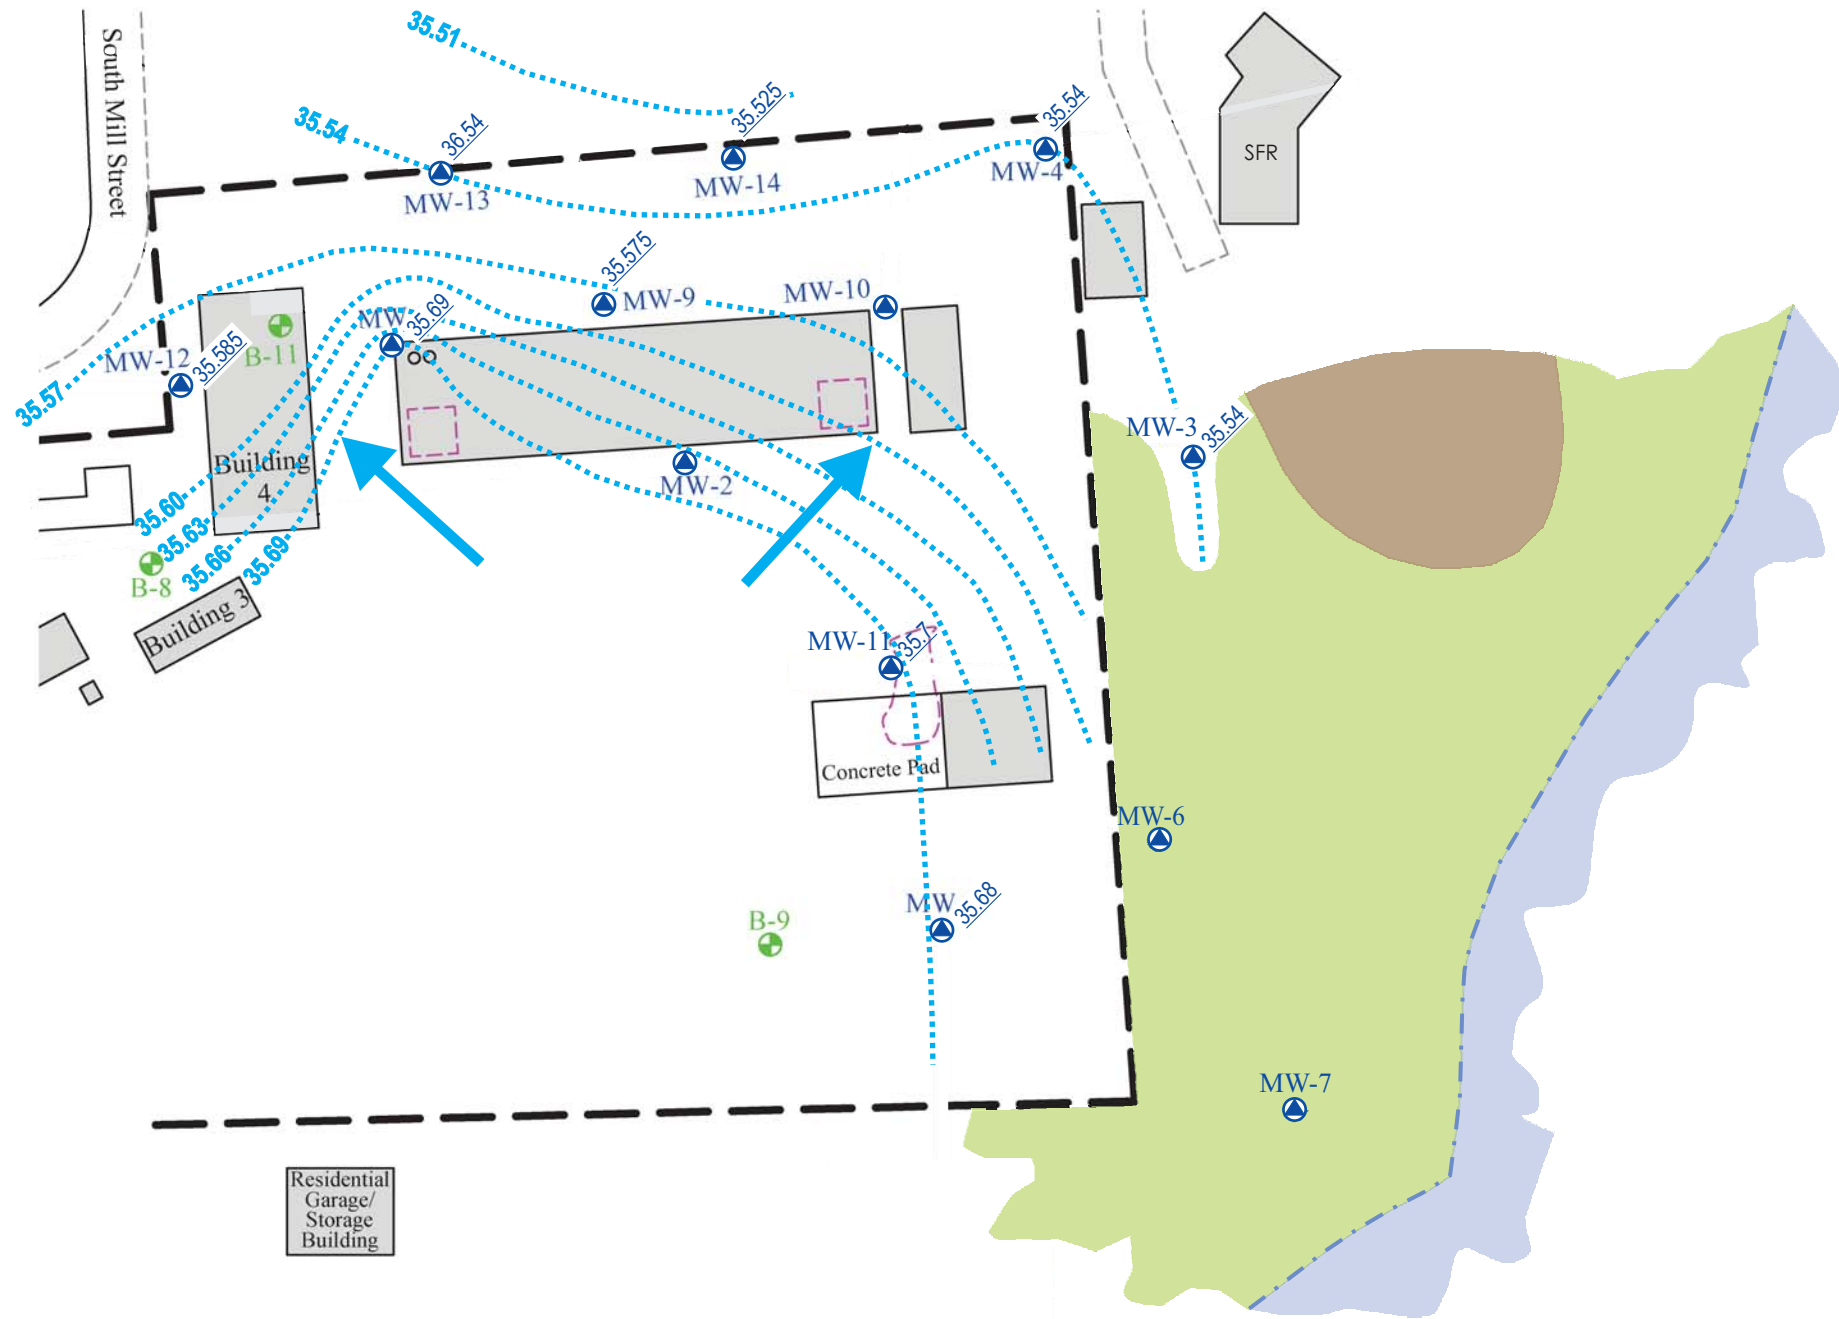 35.51
South Mill Street
35.54
36.54
35.525
35.54
MW-13
MW-14
MW-4
SFR
35.575
MW-9
MW-10
MW
35.69
MW-12
35.585
B-11
35.57
MW-3
35.54
Building
4
MW-2
35.60
35.63
35.66
35.69
B-8
Building 3
MW-11
35.7
Concrete Pad
MW-6
MW
35.68
B-9
MW-7
Residential
Garage/
Storage
Building